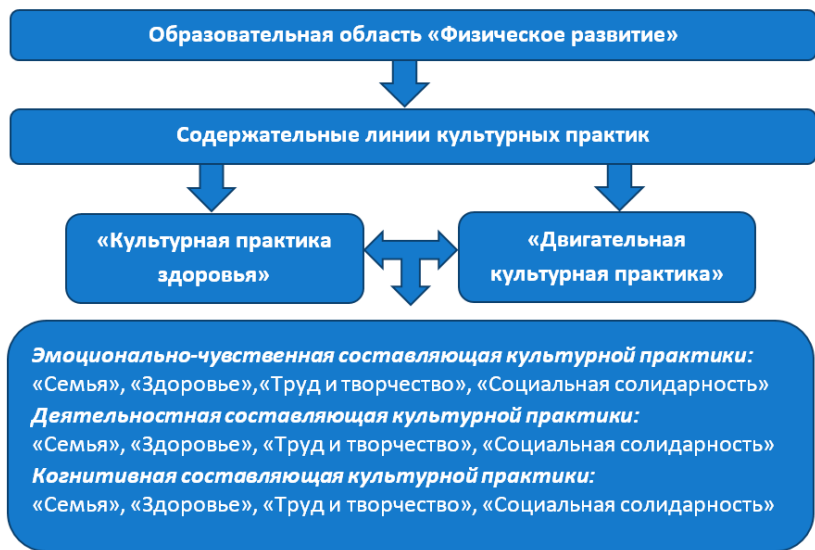 Образовательная область «Физическое развитие»
Содержательные линии культурных практик
«Культурная практика
здоровья»
«Двигательная
культурная практика»
Эмоционально-чувственная составляющая культурной практики:
«Семья», «Здоровье»,«Труд и творчество», «Социальная солидарность»
Деятельностная составляющая культурной практики:
«Семья», «Здоровье», «Труд и творчество», «Социальная солидарность»
Когнитивная составляющая культурной практики:
«Семья», «Здоровье», «Труд и творчество», «Социальная солидарность»